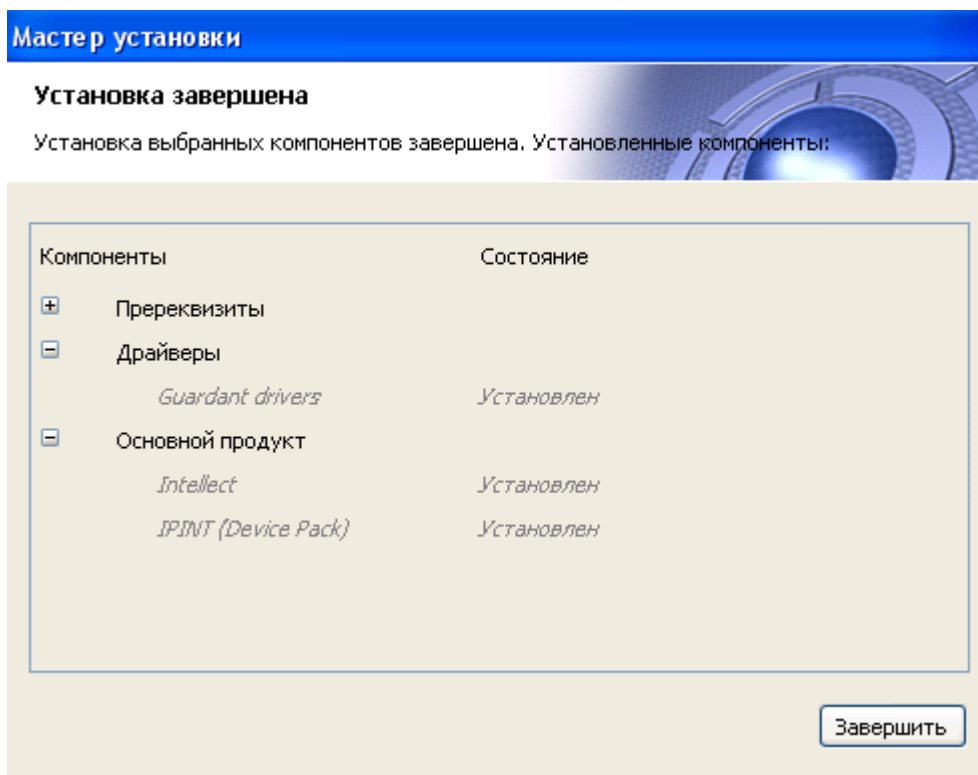 Мастер установки
Установка завершена
Установка выбранных компонентов завершена. Установленные компоненты:
Компоненты Состояние
Пререквизиты
Драйверы
Guardant drivers Установлен
Основной продукт
Intellect Установлен
IPINT (Device Pack) Установлен
Завершить